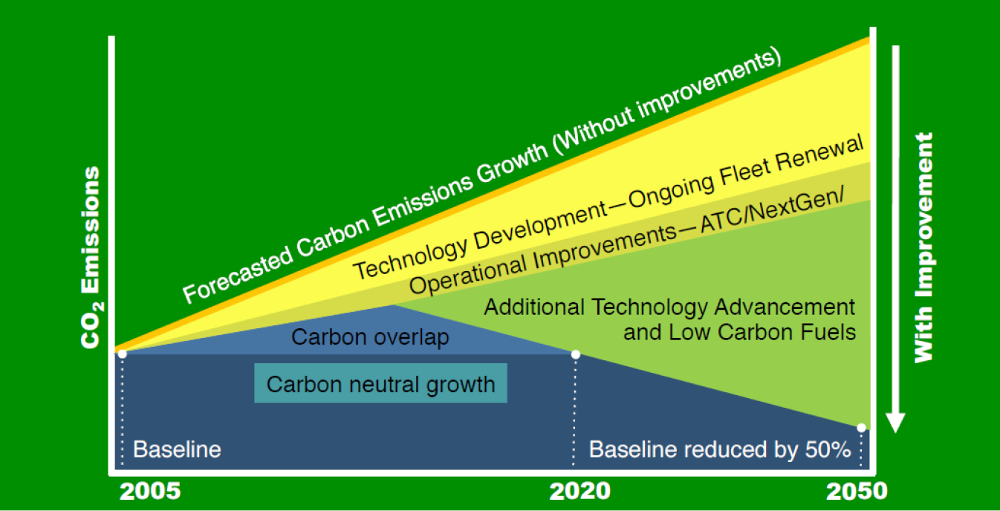 Forecasted Carbon Emissions Growth (Without improvements)
Technology Development—Ongoing Fleet Renewal
Operational Improvements—ATC/NextGen/
Additional Technology Advancement
and Low Carbon Fuels
Carbon overlap
Carbon neutral growth
Baseline
Baseline reduced by 50%
CO₂ Emissions
With Improvement
2005
2020
2050